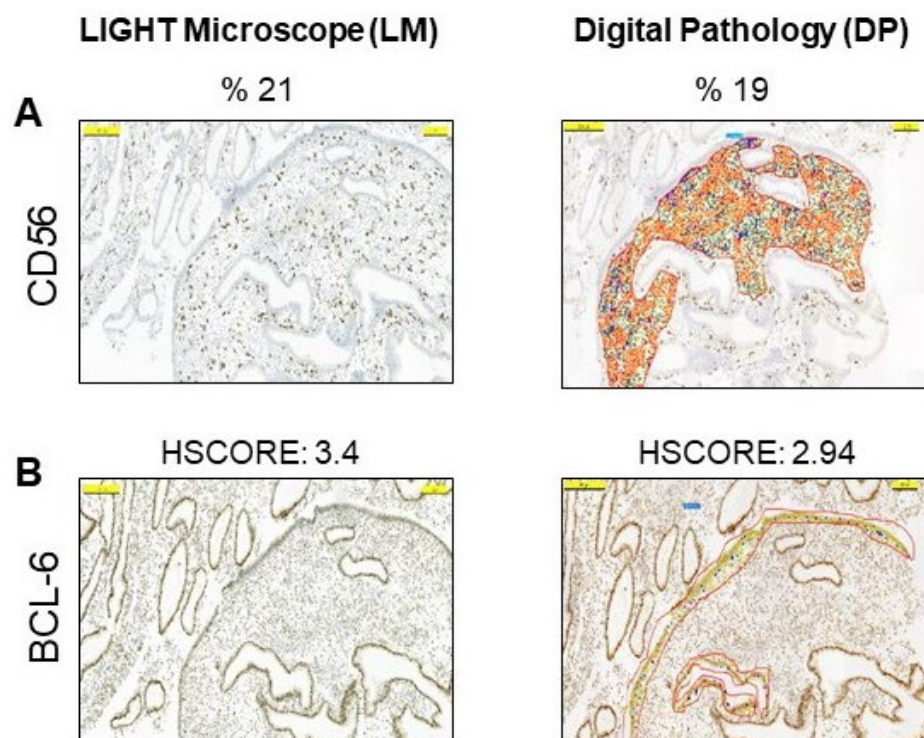 LIGHT Microscope (LM)
Digital Pathology (DP)
% 21
% 19
A
CD56
HSCORE: 3.4
HSCORE: 2.94
B
BCL-6